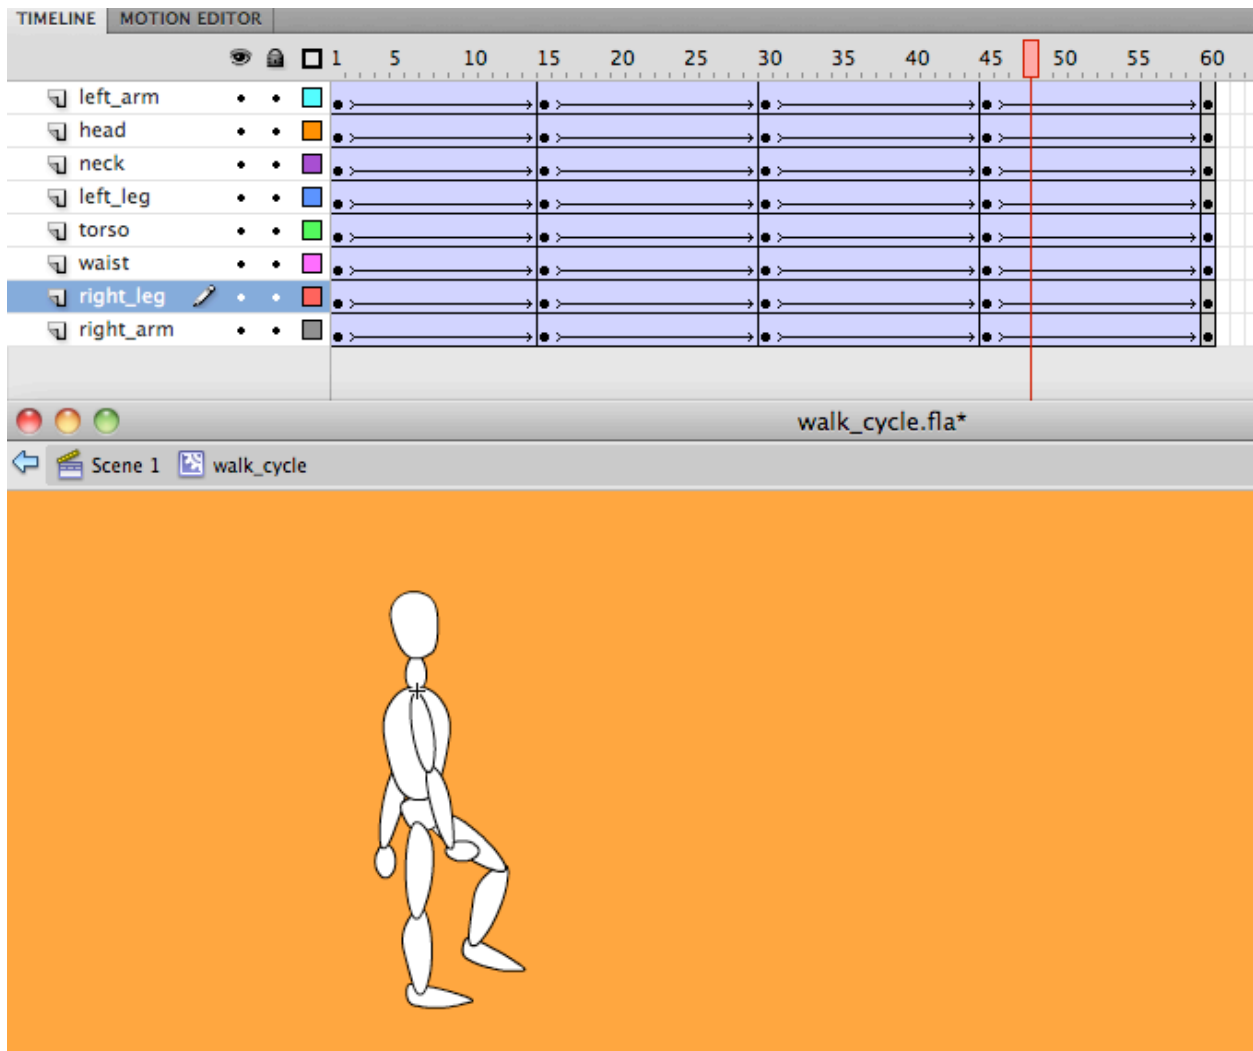 TIMELINE MOTION EDITOR
1 5 10 15 20 25 30 35 40 45 50 55 60
left_arm
head
neck
left_leg
torso
waist
right_leg
right_arm
walk_cycle.fla*
Scene 1 walk_cycle